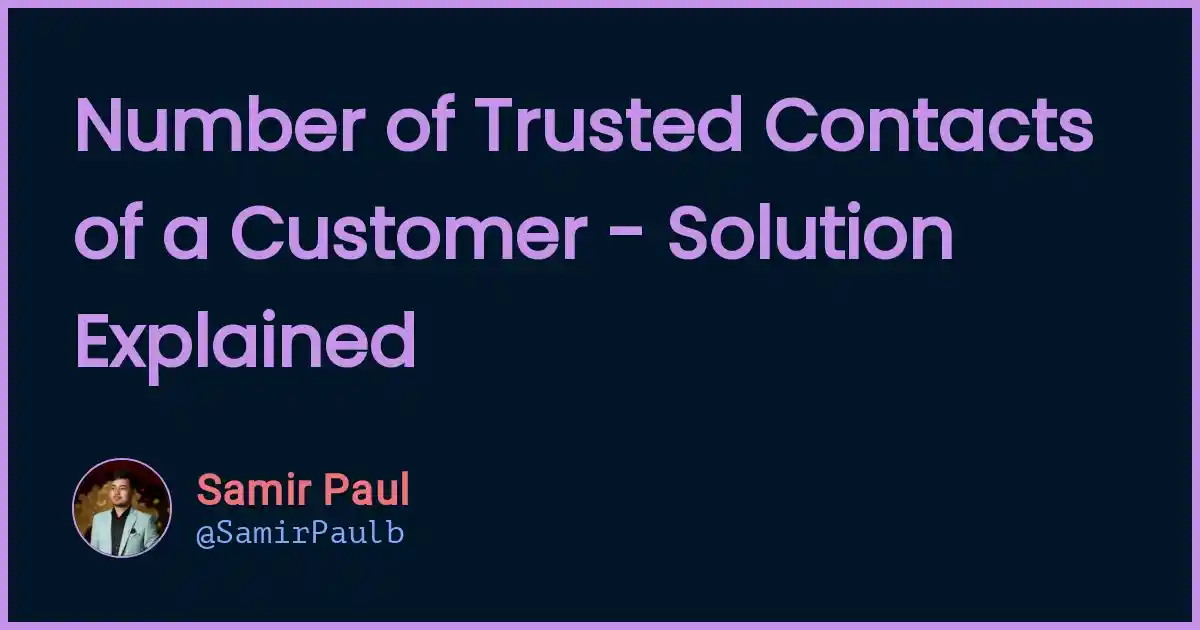 Number of Trusted Contacts
of a Customer - Solution
Explained
Samir Paul
@SamirPaulb